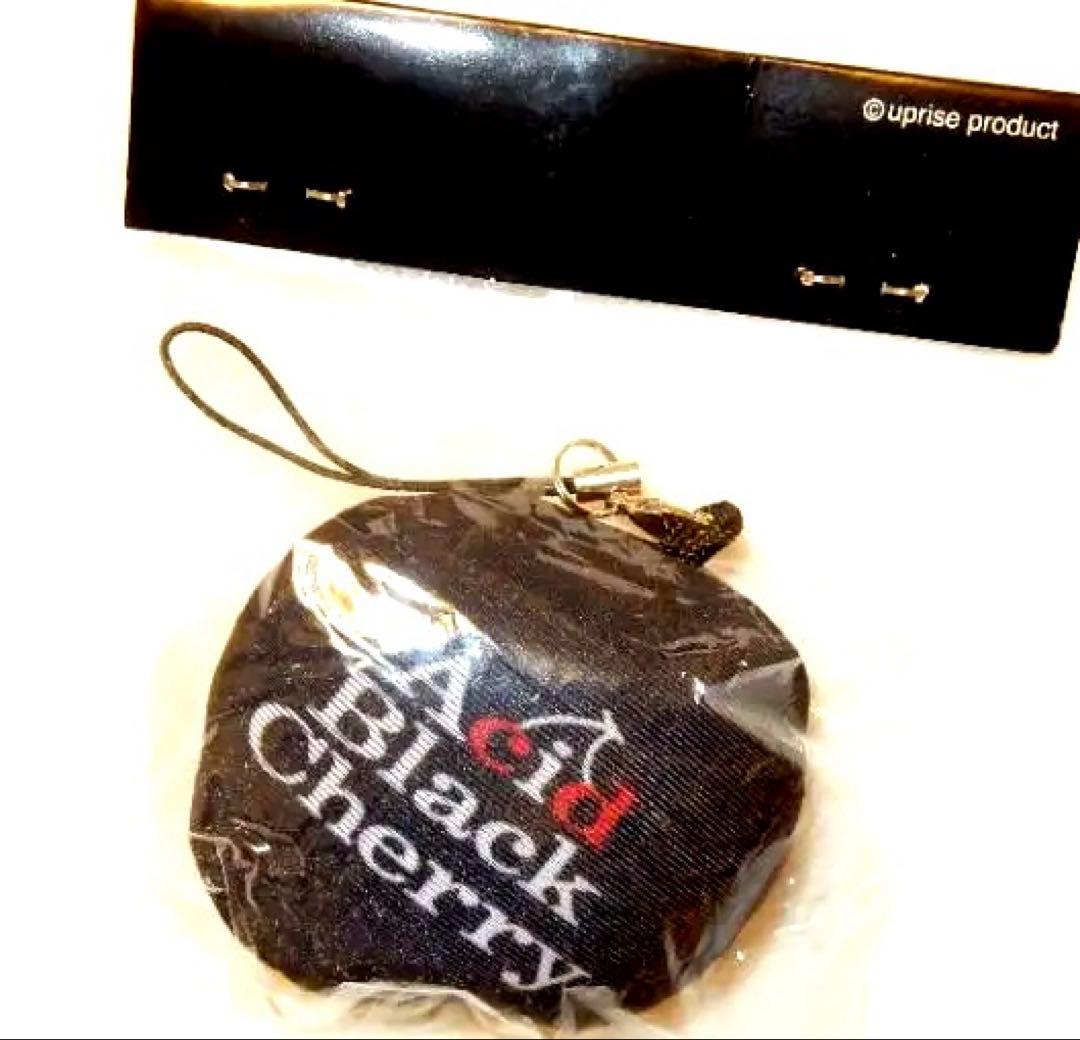 ©uprise product
Acid
Black
Cherry